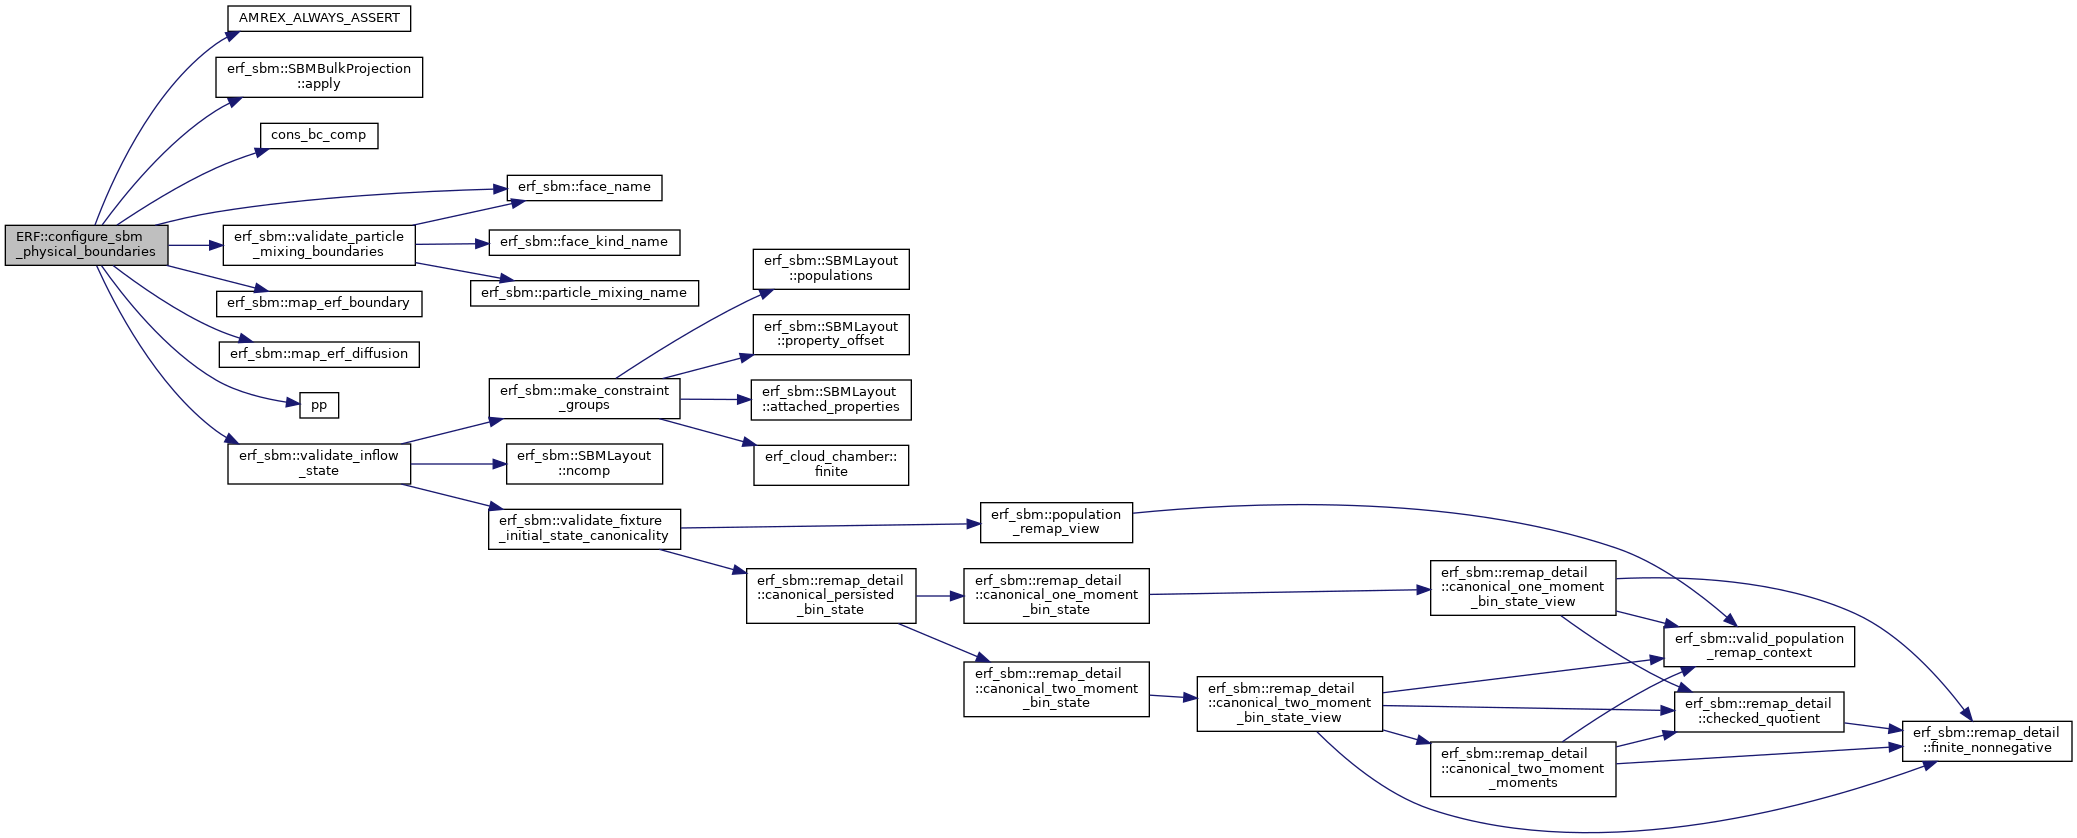 AMREX_ALWAYS_ASSERT
erf_sbm::SBMBulkProjection
::apply
cons_bc_comp
erf_sbm::face_name
ERF::configure_sbm
_physical_boundaries
erf_sbm::validate_particle
_mixing_boundaries
erf_sbm::face_kind_name
erf_sbm::particle_mixing_name
erf_sbm::map_erf_boundary
erf_sbm::map_erf_diffusion
pp
erf_sbm::SBMLayout
::populations
erf_sbm::SBMLayout
::property_offset
erf_sbm::make_constraint
_groups
erf_sbm::SBMLayout
::attached_properties
erf_cloud_chamber::
finite
erf_sbm::validate_inflow
_state
erf_sbm::SBMLayout
::ncomp
erf_sbm::validate_fixture
_initial_state_canonicality
erf_sbm::population
_remap_view
erf_sbm::remap_detail
::canonical_persisted
_bin_state
erf_sbm::remap_detail
::canonical_one_moment
_bin_state
erf_sbm::remap_detail
::canonical_two_moment
_bin_state
erf_sbm::remap_detail
::canonical_one_moment
_bin_state_view
erf_sbm::remap_detail
::canonical_two_moment
_bin_state_view
erf_sbm::valid_population
_remap_context
erf_sbm::remap_detail
::checked_quotient
erf_sbm::remap_detail
::canonical_two_moment
_moments
erf_sbm::remap_detail
::finite_nonnegative